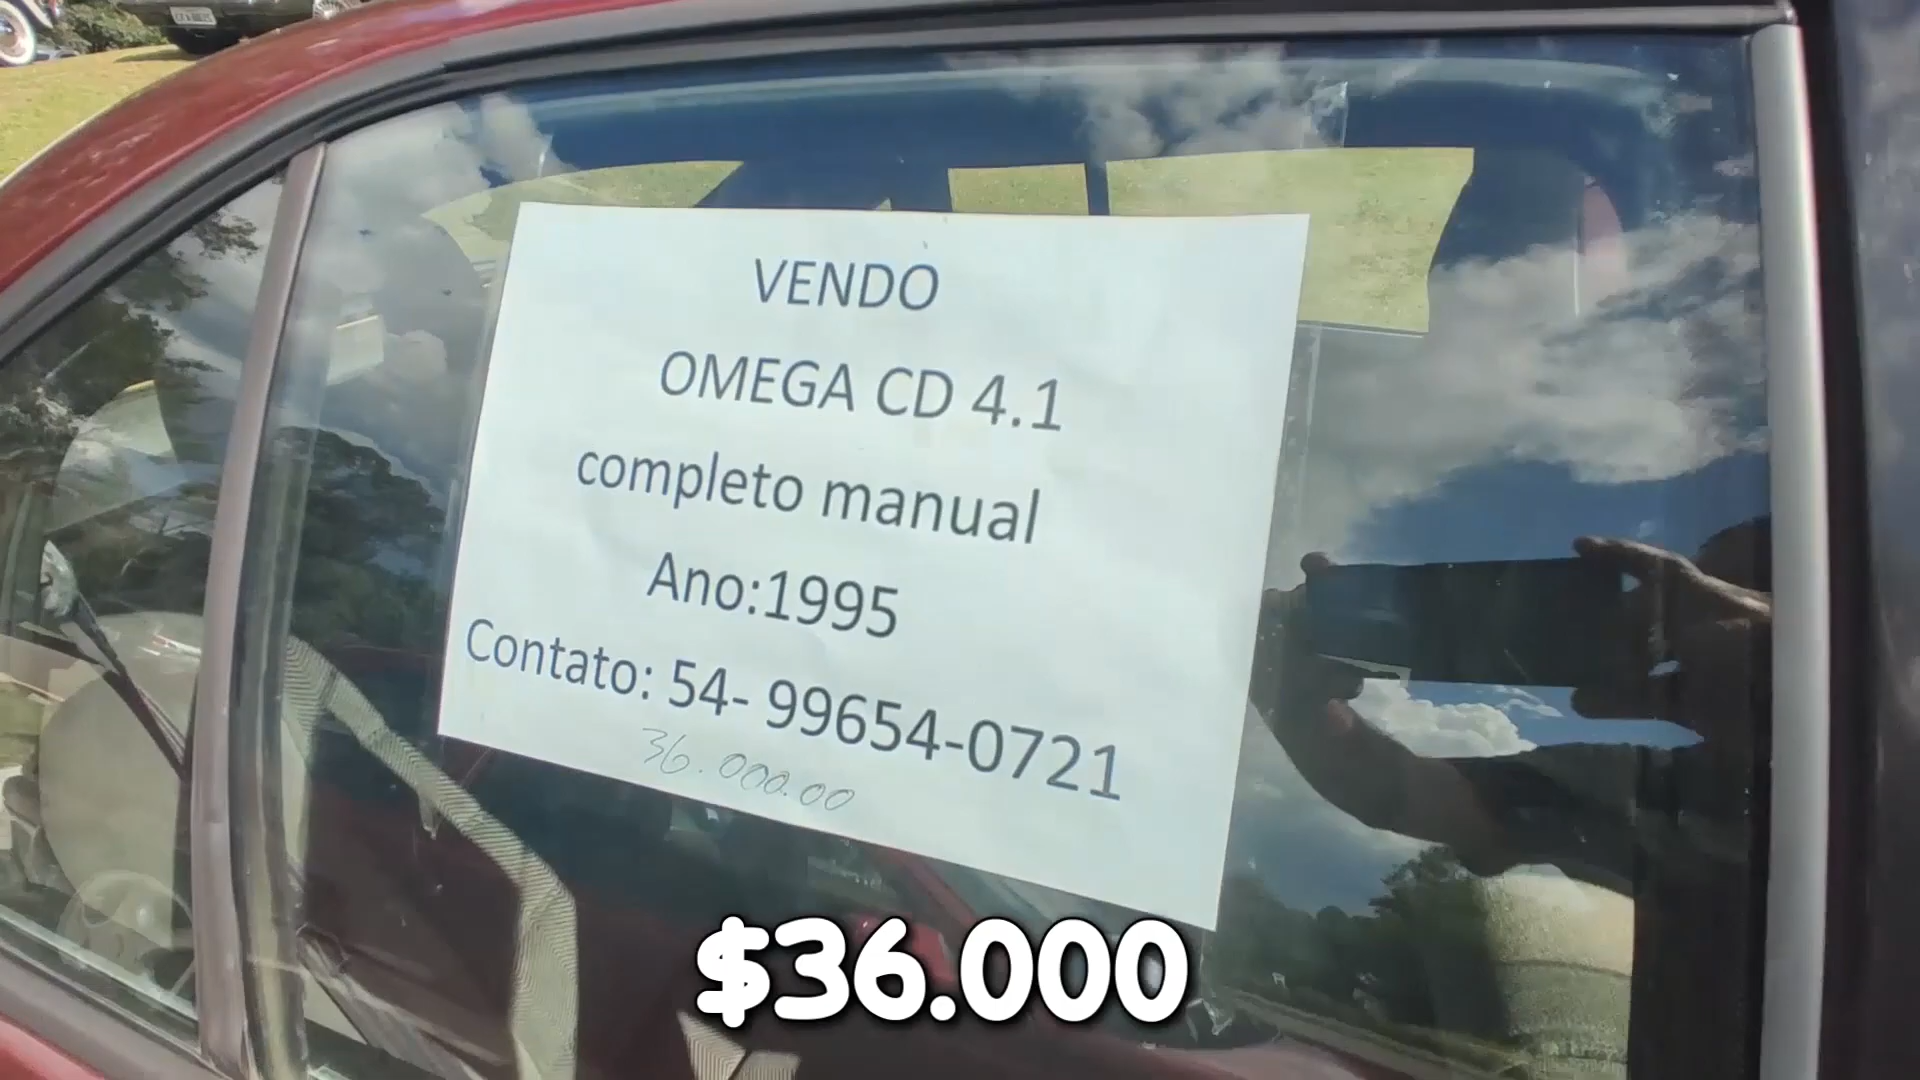 VENDO
OMEGA CD 4.1
completo manual
Ano:1995
Contato: 54- 99654-0721
36.000.00
$36.000